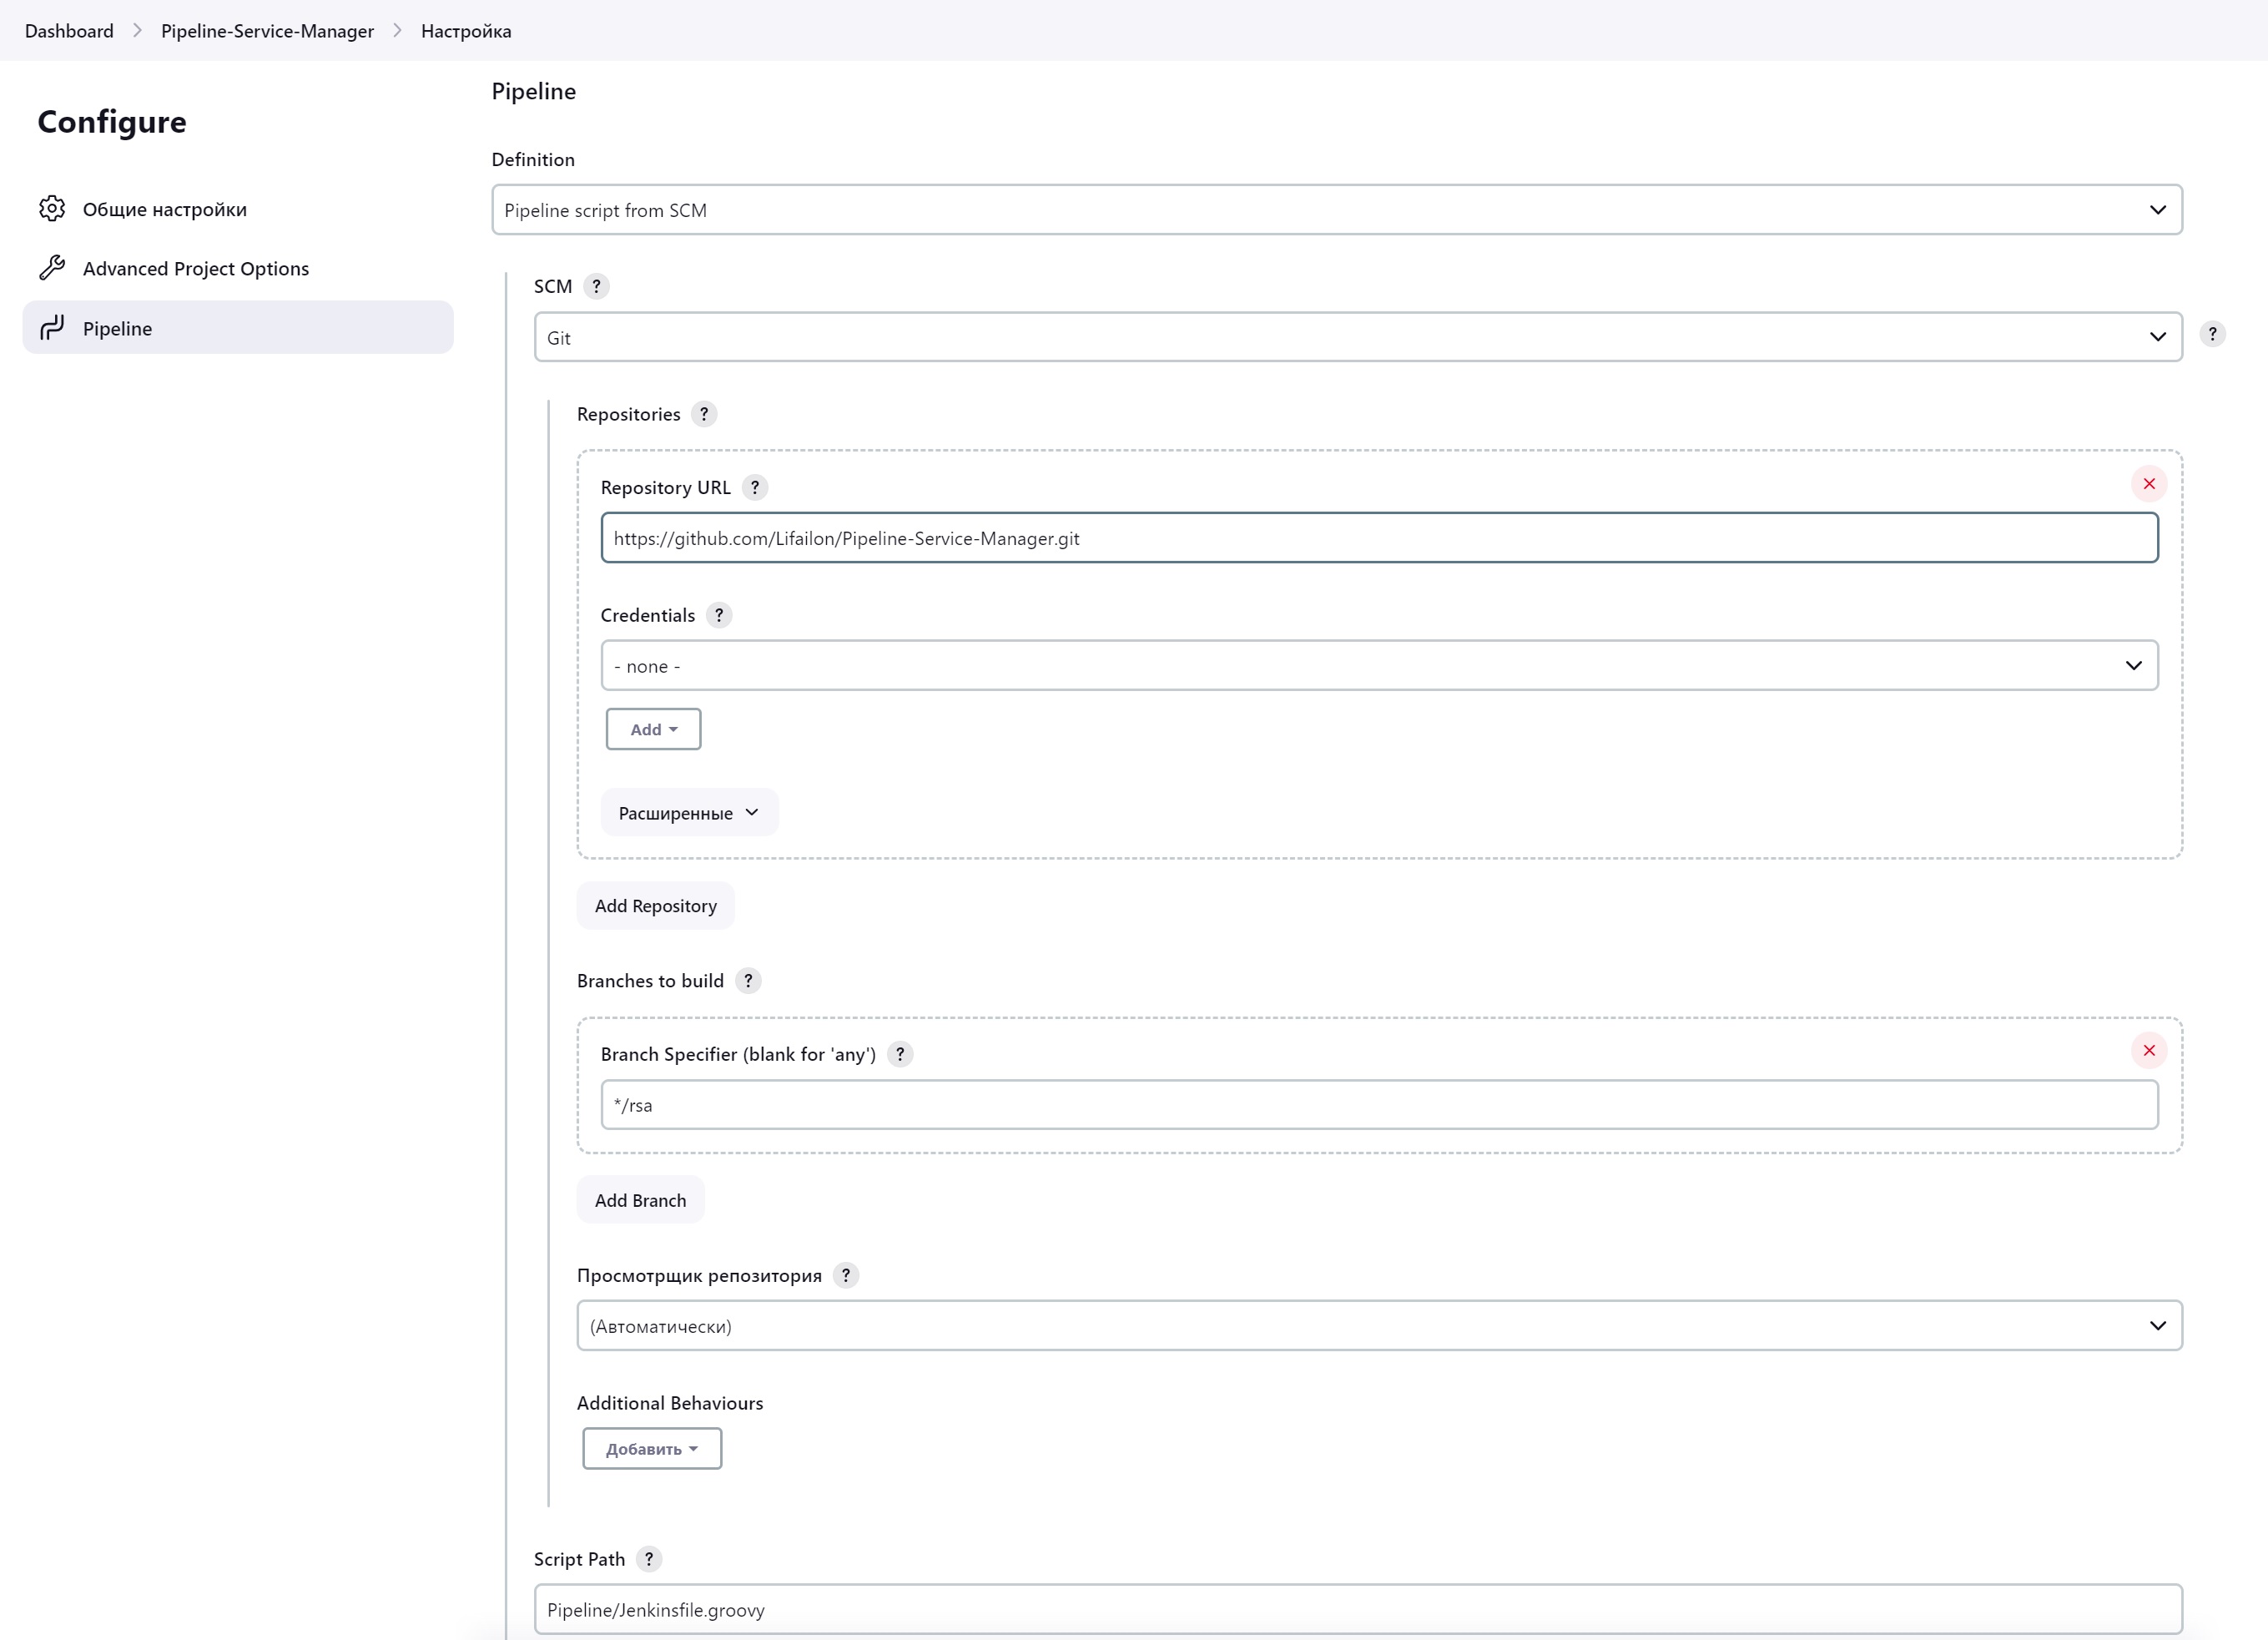 Dashboard > Pipeline-Service-Manager > Настройка
Configure
Общие настройки
Advanced Project Options
Pipeline
Pipeline
Definition
Pipeline script from SCM
SCM ?
Git
?
Repositories ?
Repository URL ?
https://github.com/Lifailon/Pipeline-Service-Manager.git
Credentials ?
- none -
Add
Расширенные
Add Repository
Branches to build ?
Branch Specifier (blank for 'any') ?
*/rsa
Add Branch
Просмотрщик репозитория ?
(Автоматически)
Additional Behaviours
Добавить
Script Path ?
Pipeline/Jenkinsfile.groovy